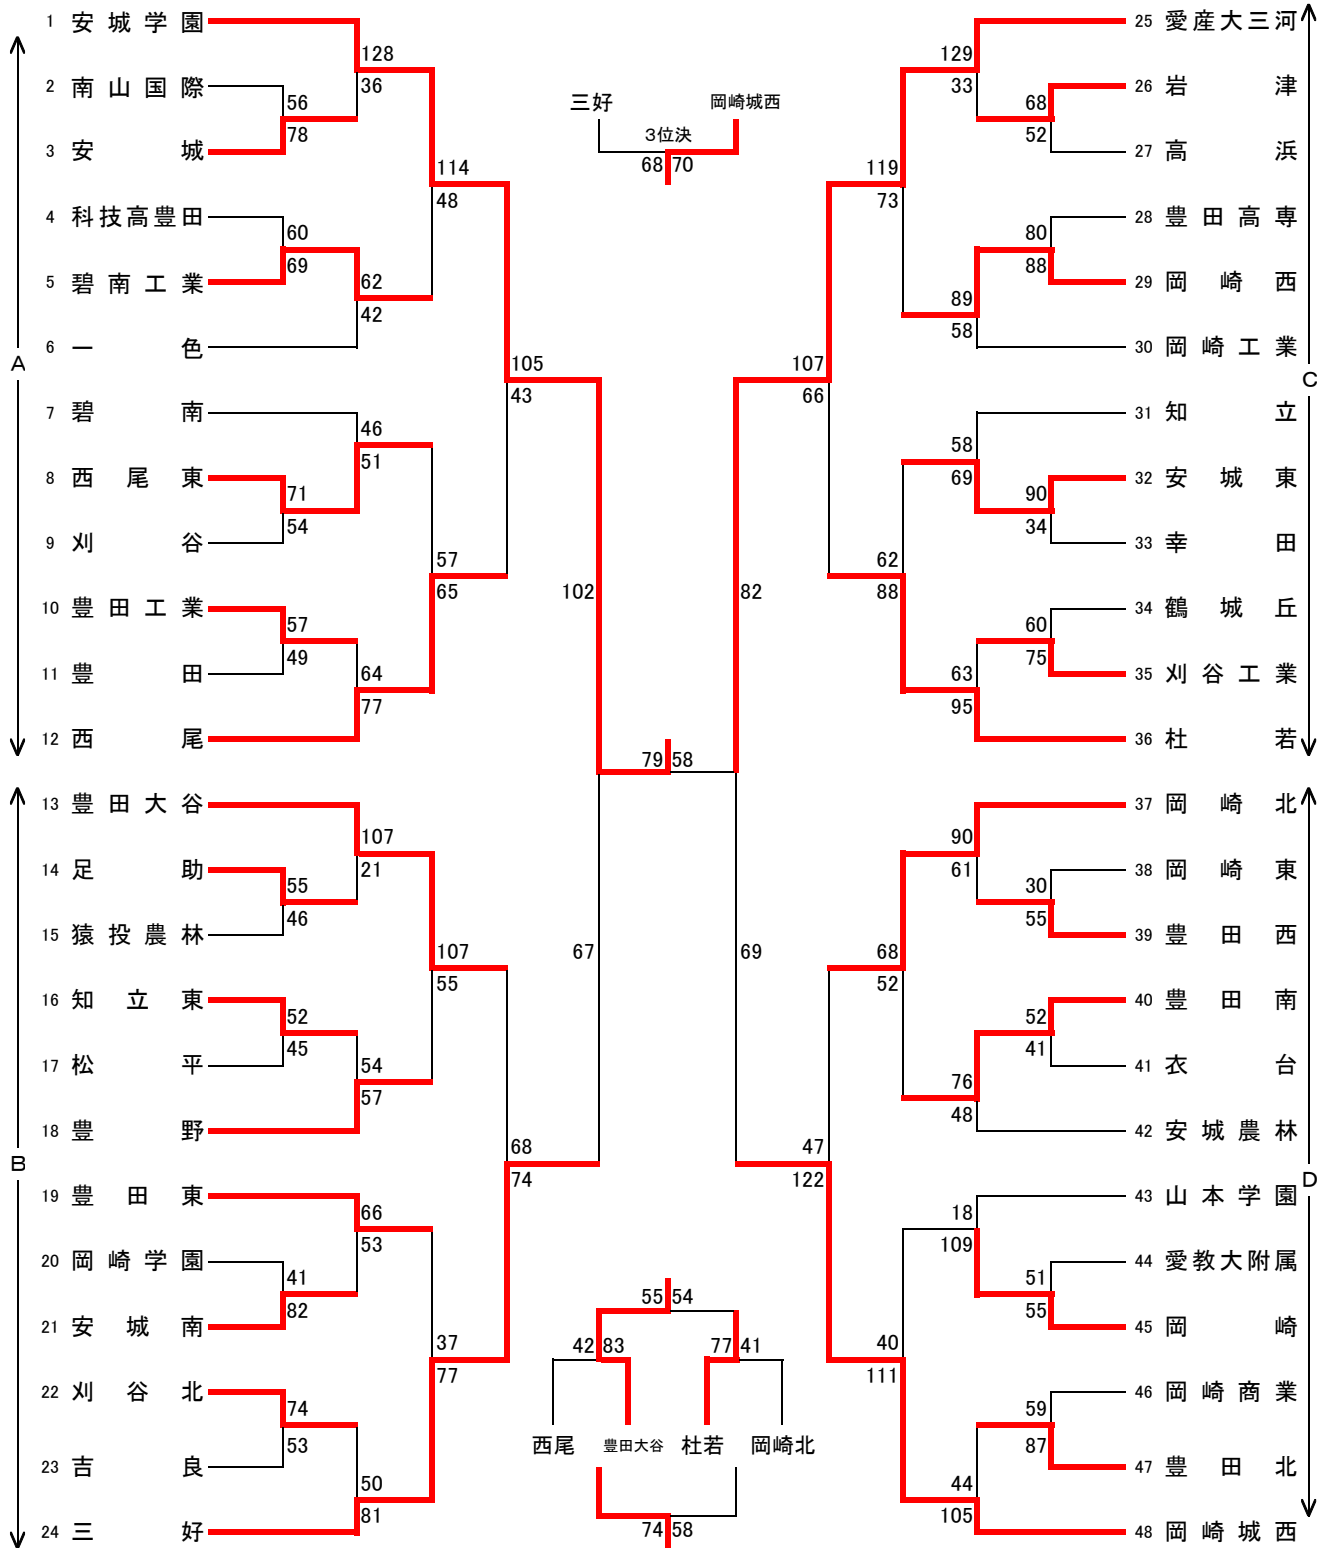 1 安城学園
128
36
2 南山国際
56
78
3 安城
114
48
4 科技高豊田
60
69
5 碧南工業
62
42
6 一色
A
105
43
7 碧南
46
51
8 西尾東
71
54
9 刈谷
57
65
10 豊田工業
57
49
11 豊田
64
77
12 西尾
102
67
13 豊田大谷
107
21
14 足助
55
46
15 猿投農林
107
55
16 知立東
52
45
17 松平
54
57
18 豊野
B
68
74
19 豊田東
66
53
20 岡崎学園
41
82
21 安城南
37
77
22 刈谷北
74
53
23 吉良
50
81
24 三好
三好 岡崎城西
3位決
68 70
79 58
55 54
42 83 77 41
西尾 豊田大谷 杜若 岡崎北
74 58
25 愛産大三河
129
33
26 岩津
68
52
27 高浜
119
73
28 豊田高専
80
88
29 岡崎西
89
58
30 岡崎工業
C
107
66
31 知立
58
69
32 安城東
90
34
33 幸田
62
88
34 鶴城丘
60
75
35 刈谷工業
63
95
36 杜若
82
69
37 岡崎北
90
61
38 岡崎東
30
55
39 豊田西
68
52
40 豊田南
52
41
41 衣台
76
48
42 安城農林
D
47
122
43 山本学園
18
109
44 愛教大附属
51
55
45 岡崎
40
111
46 岡崎商業
59
87
47 豊田北
44
105
48 岡崎城西